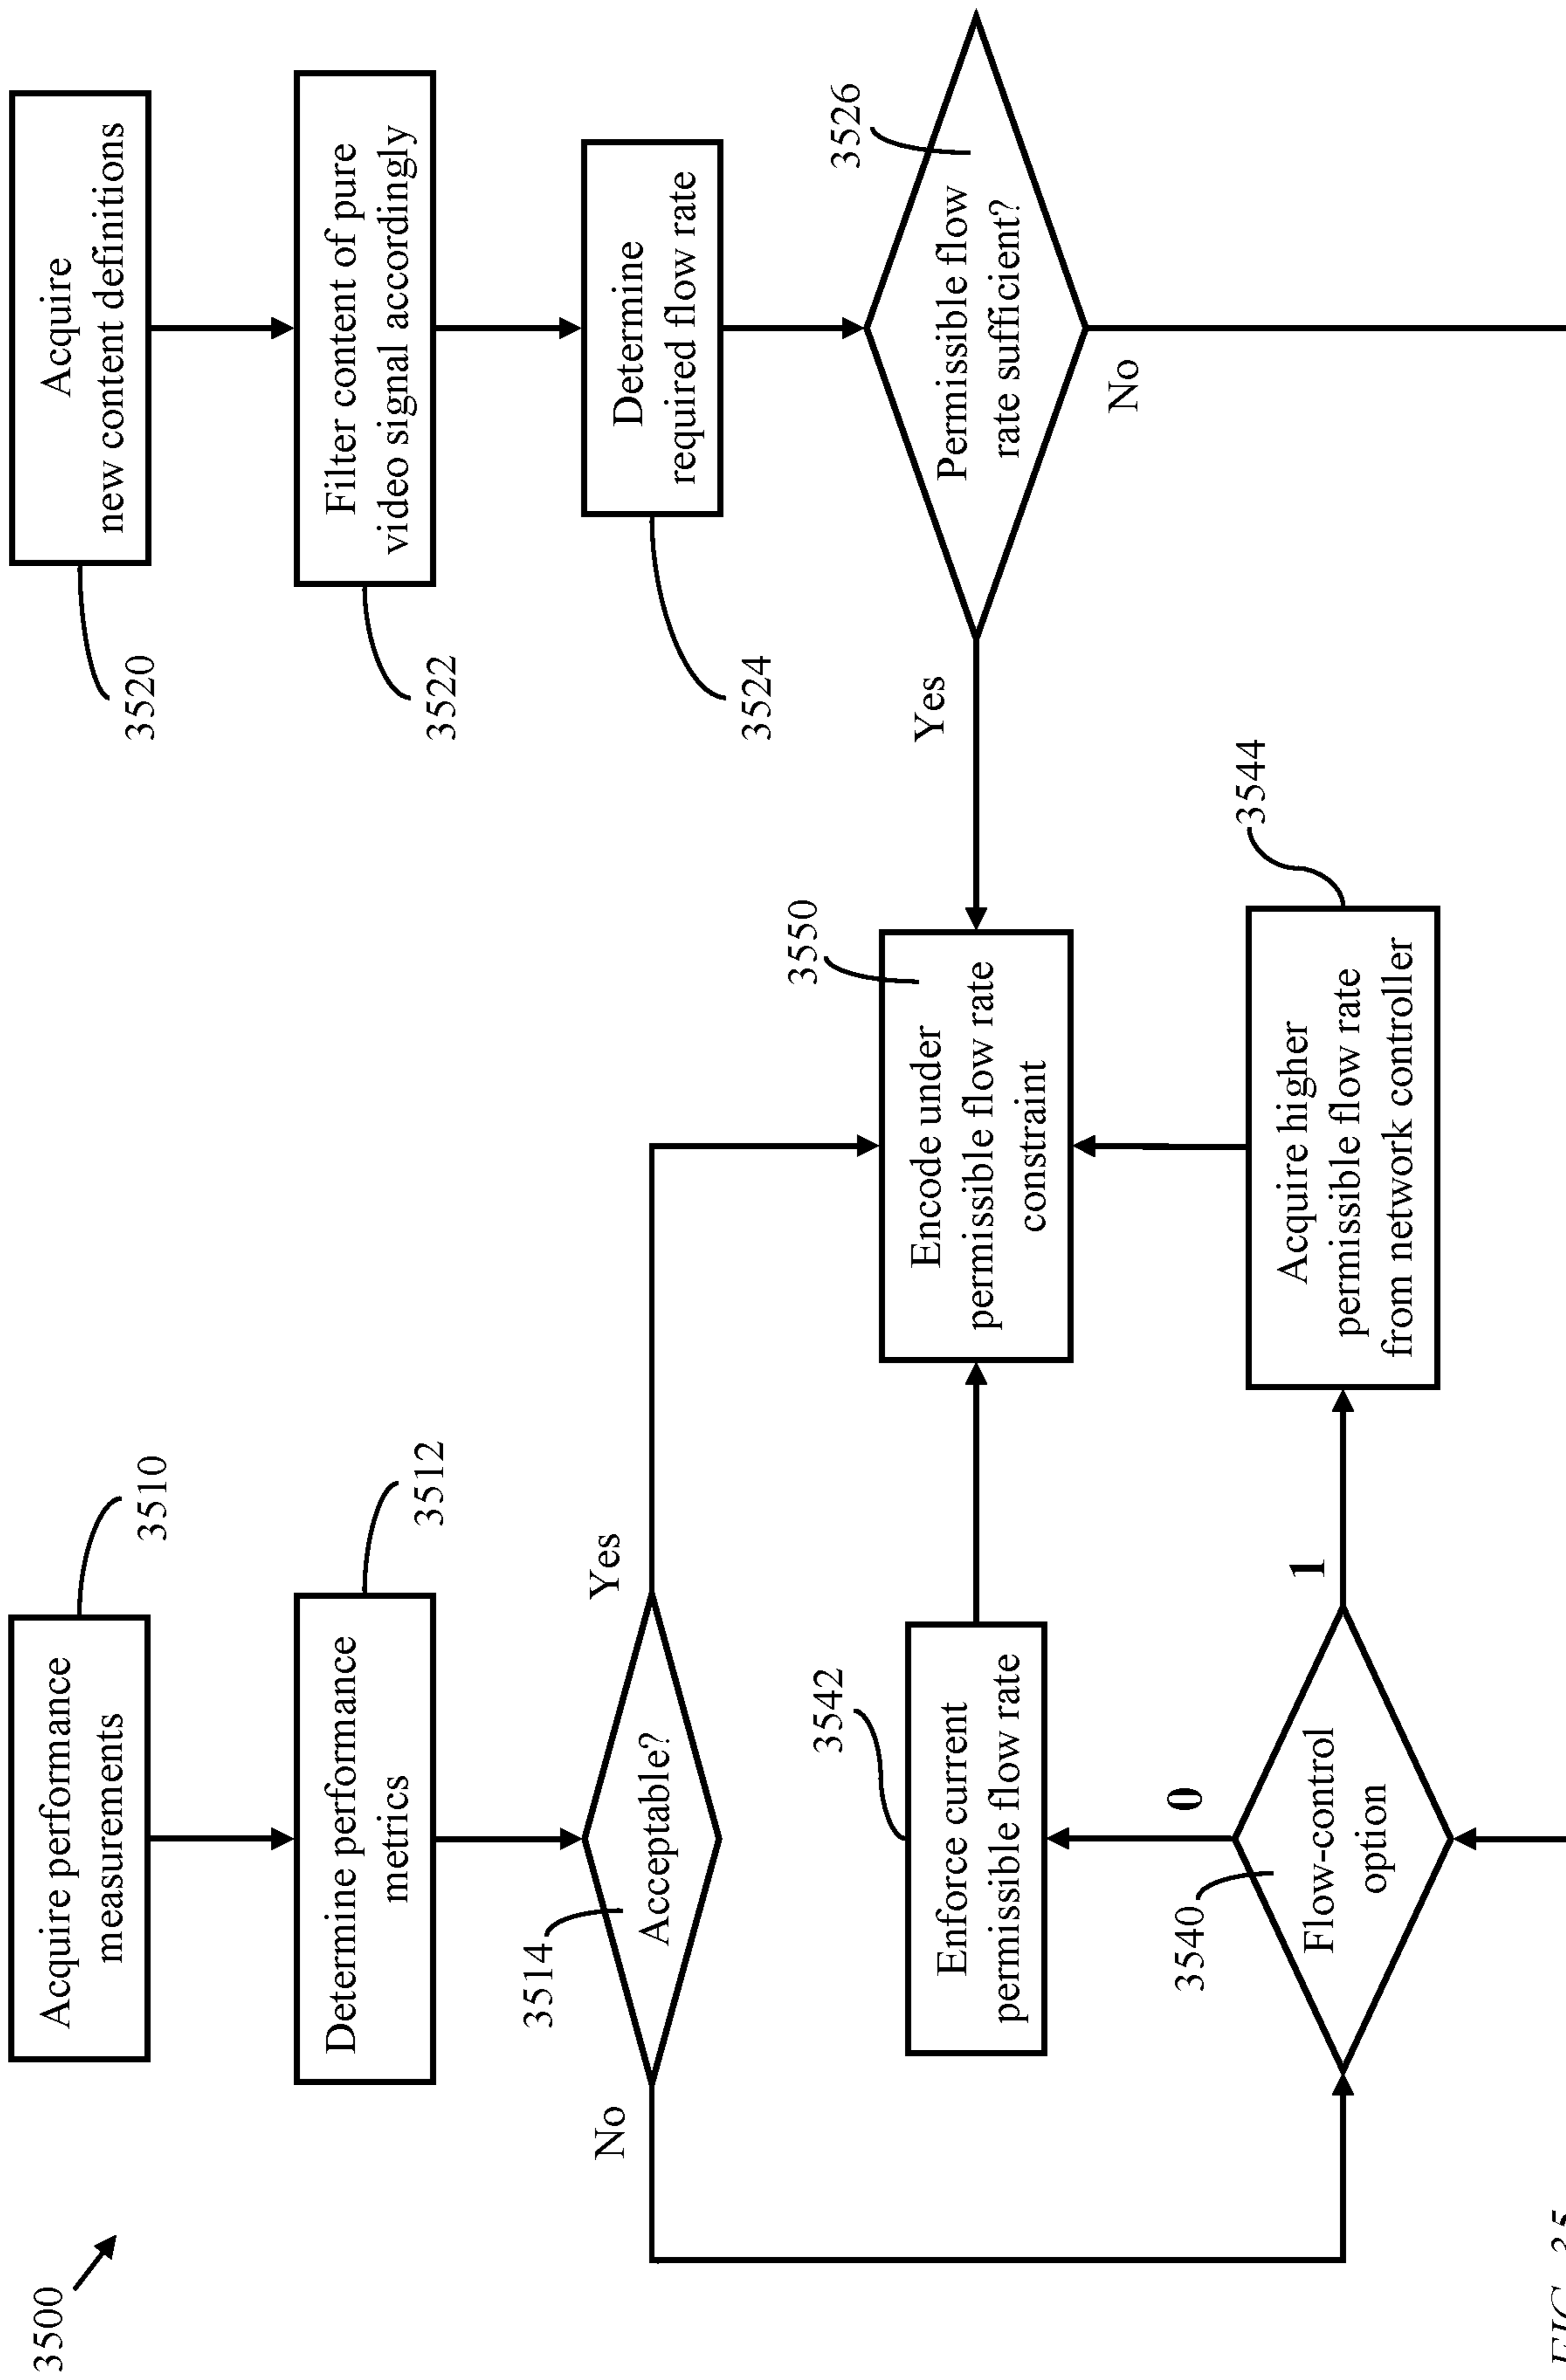 3500
Acquire performance
measurements
3510
Determine performance
metrics
3512
Acceptable?
3514
Yes
No
Acquire
new content definitions
3520
Filter content of pure
video signal accordingly
3522
Determine
required flow rate
3524
Permissible flow
rate sufficient?
3526
Yes
No
Encode under
permissible flow rate
constraint
3550
Enforce current
permissible flow rate
3542
0
Flow-control
option
3540
1
Acquire higher
permissible flow rate
from network controller
3544
FIG. 35